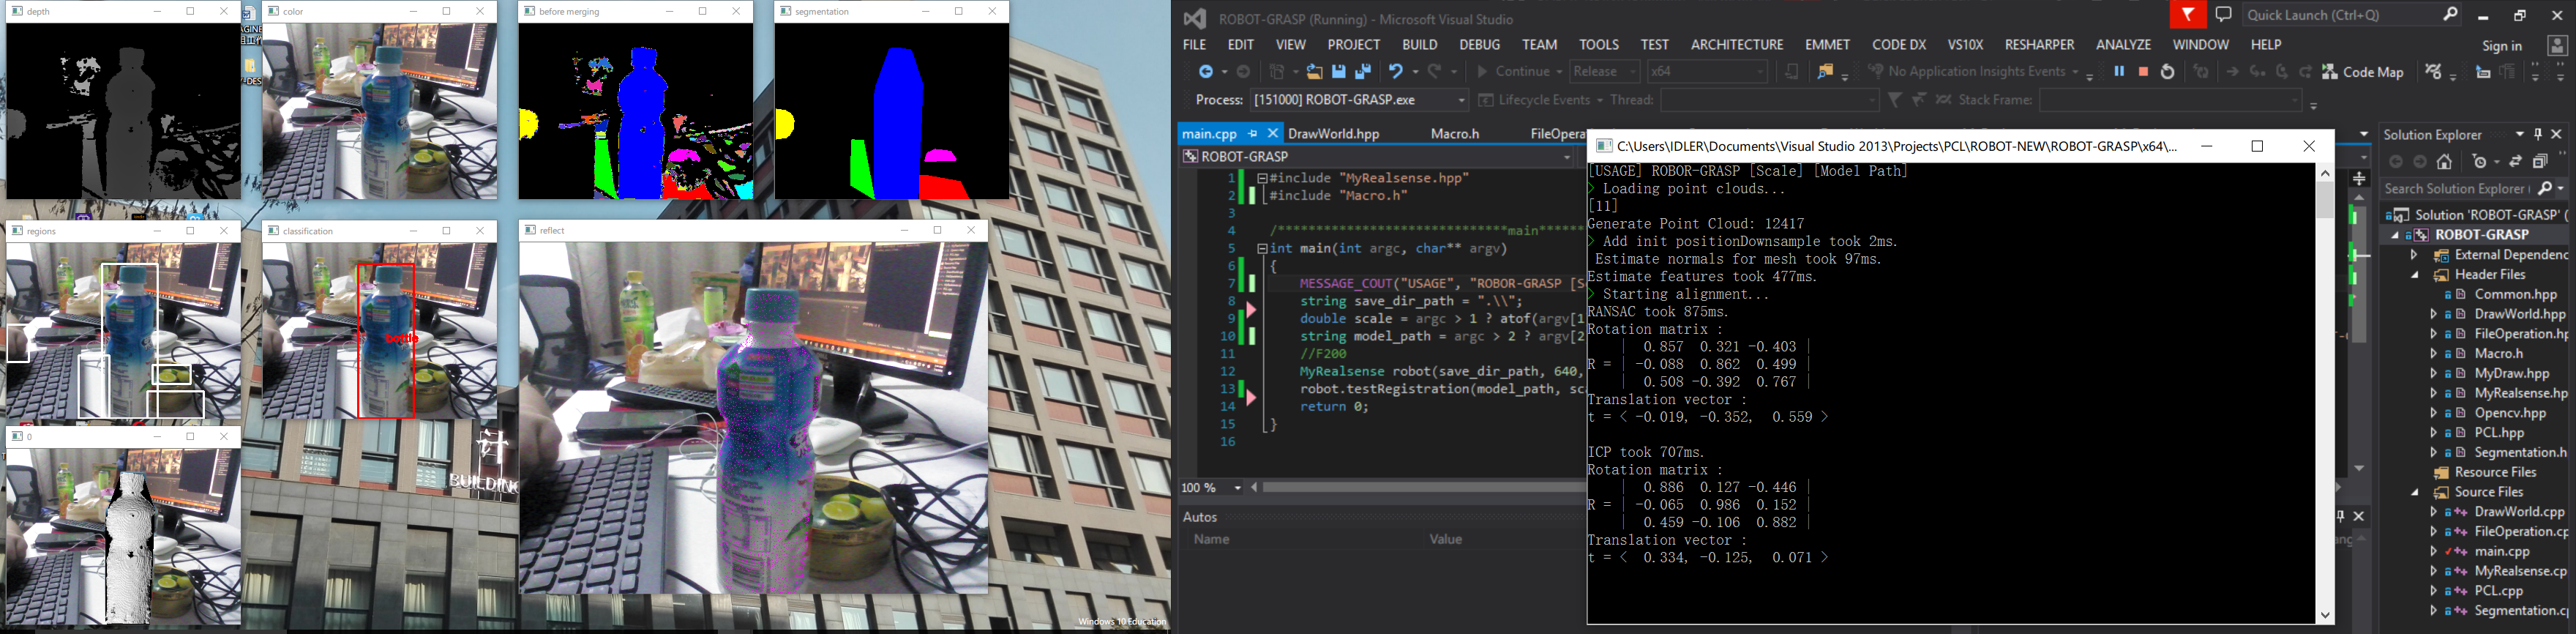 depth
color
before merging
segmentation
regions
classification
bottle
reflect
0
BUILDING
Windows 10 Education
ROBOT-GRASP (Running) - Microsoft Visual Studio
Quick Launch (Ctrl+Q)
FILE EDIT VIEW PROJECT BUILD DEBUG TEAM TOOLS TEST ARCHITECTURE EMMET CODE DX VS10X RESHARPER ANALYZE WINDOW HELP
Sign in
Continue Release x64 No Application Insights Events Code Map
Process: [151000] ROBOT-GRASP.exe Lifecycle Events Thread: Stack Frame:
main.cpp DrawWorld.hpp Macro.h FileOpera
ROBOT-GRASP
1 #include "MyRealsense.hpp"
2 #include "Macro.h"
3
4 /******************************main*******
5 int main(int argc, char** argv)
6 {
7 MESSAGE_COUT("USAGE", "ROBOR-GRASP [S
8 string save_dir_path = ".\\";
9 double scale = argc > 1 ? atof(argv[1
10 string model_path = argc > 2 ? argv[2
11 //F200
12 MyRealsense robot(save_dir_path, 640,
13 robot.testRegistration(model_path, sca
14 return 0;
15 }
16
100 %
Autos
Name Value
C:\Users\IDLER\Documents\Visual Studio 2013\Projects\PCL\ROBOT-NEW\ROBOT-GRASP\x64\...
[USAGE] ROBOR-GRASP [Scale] [Model Path]
> Loading point clouds...
[11]
Generate Point Cloud: 12417
> Add init positionDownsample took 2ms.
Estimate normals for mesh took 97ms.
Estimate features took 477ms.
> Starting alignment...
RANSAC took 875ms.
Rotation matrix :
| 0.857 0.321 -0.403 |
R = | -0.088 0.862 0.499 |
| 0.508 -0.392 0.767 |
Translation vector :
t = < -0.019, -0.352, 0.559 >
ICP took 707ms.
Rotation matrix :
| 0.886 0.127 -0.446 |
R = | -0.065 0.986 0.152 |
| 0.459 -0.106 0.882 |
Translation vector :
t = < 0.334, -0.125, 0.071 >
Solution Explorer
Search Solution Explorer (
Solution 'ROBOT-GRASP' (
ROBOT-GRASP
External Dependenc
Header Files
Common.hpp
DrawWorld.hpp
FileOperation.hp
Macro.h
MyDraw.hpp
MyRealsense.hp
Opencv.hpp
PCL.hpp
Segmentation.h
Resource Files
Source Files
DrawWorld.cpp
FileOperation.cp
main.cpp
MyRealsense.cp
PCL.cpp
Segmentation.cp